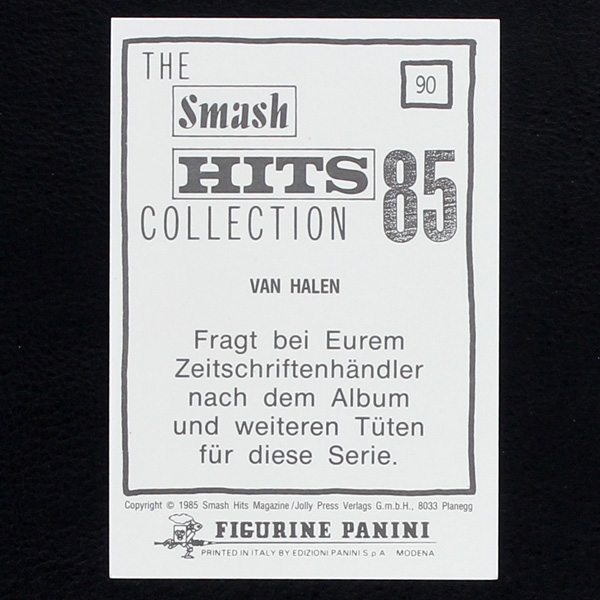 THE
90
Smash
HITS 85
COLLECTION
VAN HALEN
Fragt bei Eurem
Zeitschriftenhändler
nach dem Album
und weiteren Tüten
für diese Serie.
Copyright © 1985 Smash Hits Magazine/Jolly Press Verlags G.m.b.H., 8033 Planegg
FIGURINE PANINI
PRINTED IN ITALY BY EDIZIONI PANINI S.p.A. MODENA